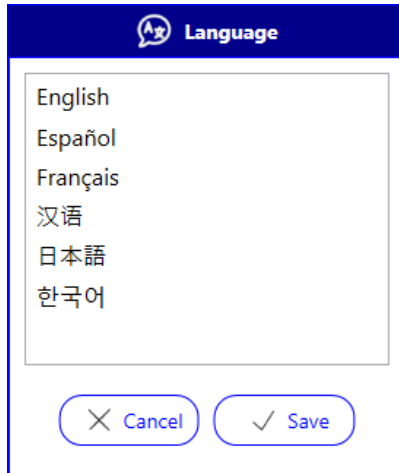 Language
English
Español
Français
汉语
日本語
한국어
Cancel Save